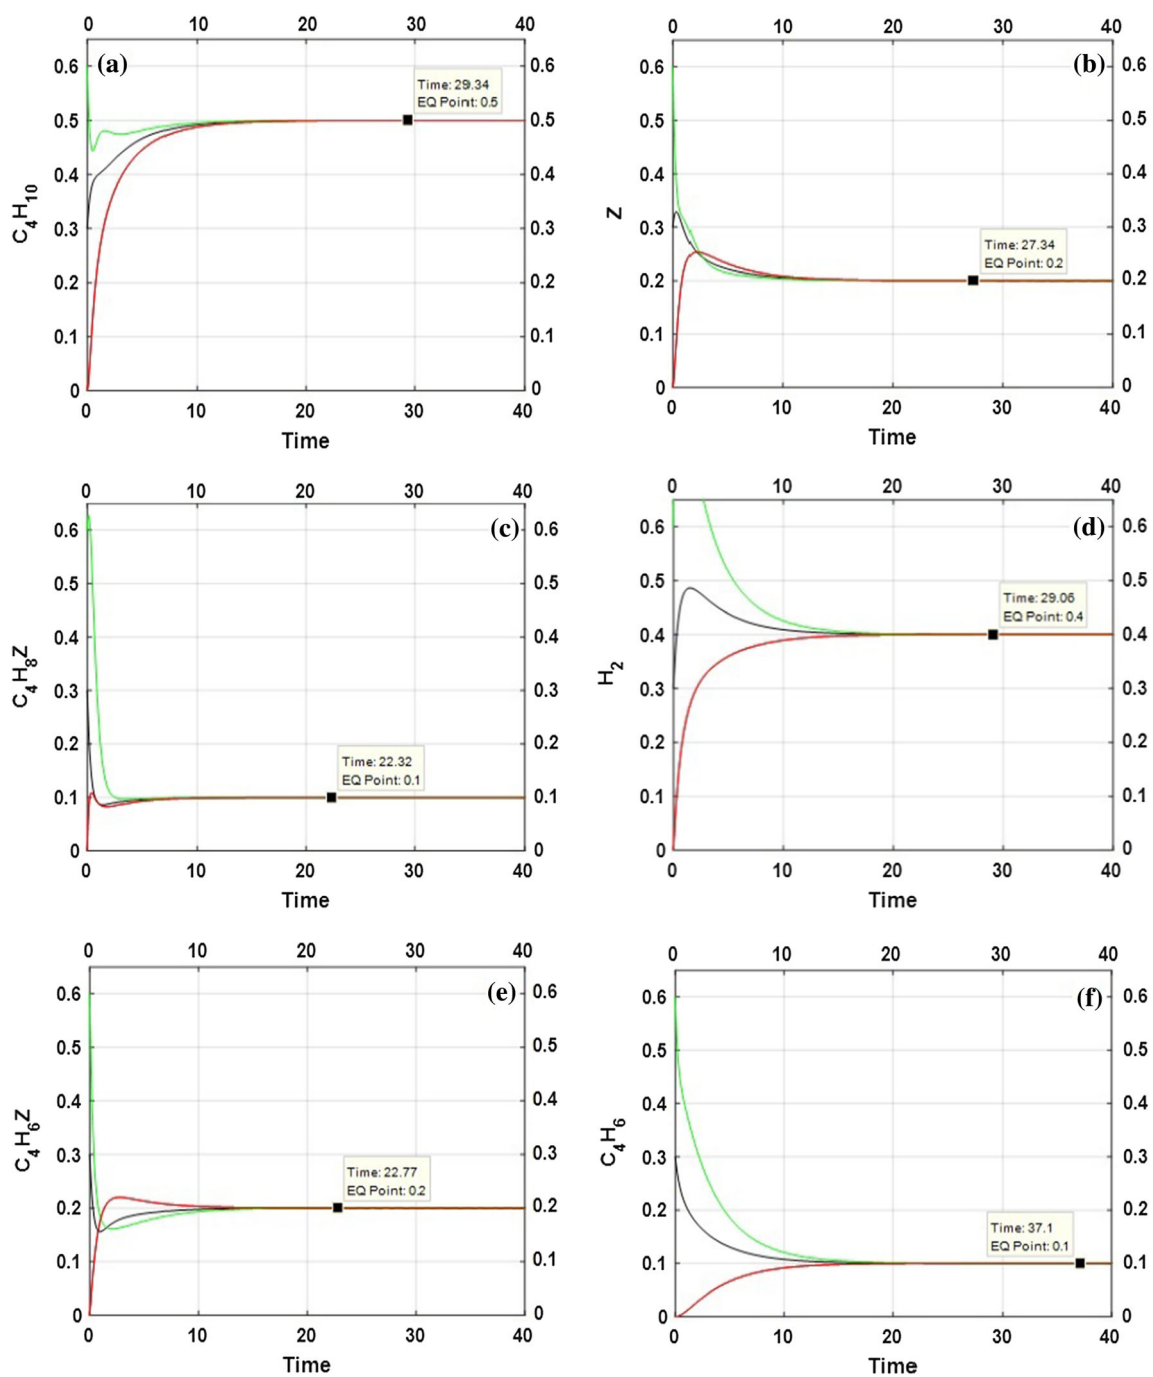 0 10 20 30 40
0.6 (a) 0.6
Time: 29.34
EQ Point: 0.5
0.5 0.5
0.4 0.4
C4H10
0.3 0.3
0.2 0.2
0.1 0.1
0 0
0 10 20 30 40
Time
0 10 20 30 40
0.6 (b) 0.6
0.5 0.5
0.4 0.4
Z
0.3 0.3
Time: 27.34
EQ Point: 0.2
0.2 0.2
0.1 0.1
0 0
0 10 20 30 40
Time
0 10 20 30 40
0.6 (c) 0.6
0.5 0.5
0.4 0.4
C4H8Z
0.3 0.3
0.2 0.2
Time: 22.32
EQ Point: 0.1
0.1 0.1
0 0
0 10 20 30 40
Time
0 10 20 30 40
0.6 (d) 0.6
0.5 0.5
Time: 29.06
EQ Point: 0.4
0.4 0.4
H2
0.3 0.3
0.2 0.2
0.1 0.1
0 0
0 10 20 30 40
Time
0 10 20 30 40
0.6 (e) 0.6
0.5 0.5
0.4 0.4
C4H6Z
0.3 0.3
Time: 22.77
EQ Point: 0.2
0.2 0.2
0.1 0.1
0 0
0 10 20 30 40
Time
0 10 20 30 40
0.6 (f) 0.6
0.5 0.5
0.4 0.4
C4H6
0.3 0.3
0.2 0.2
Time: 37.1
EQ Point: 0.1
0.1 0.1
0 0
0 10 20 30 40
Time